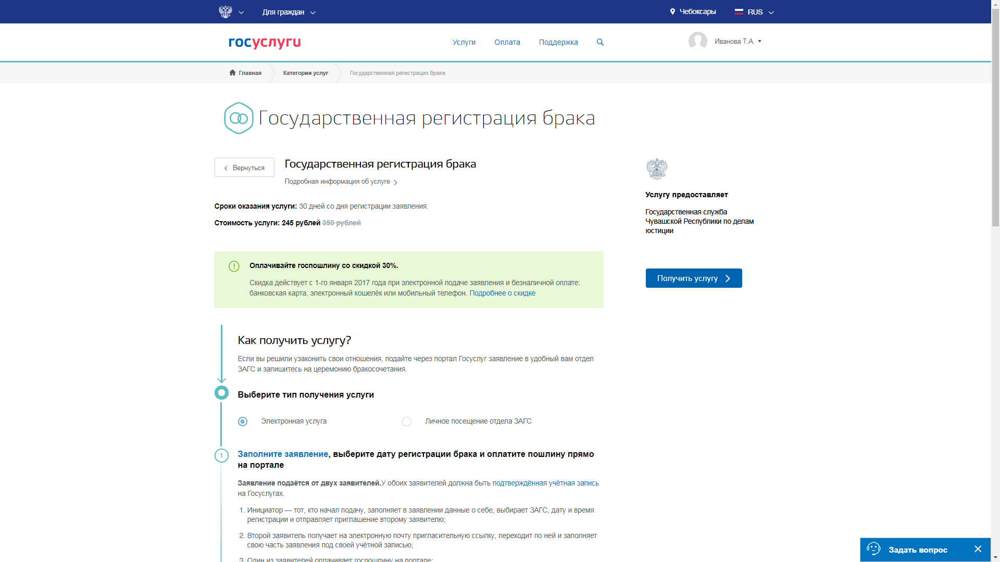 Для граждан
Чебоксары
RUS
госуслуги
Услуги
Оплата
Поддержка
Иванова Т.А.
Главная
Категории услуг
Государственная регистрация брака
Государственная регистрация брака
Вернуться
Государственная регистрация брака
Подробная информация об услуге
Сроки оказания услуги: 30 дней со дня регистрации заявления.
Стоимость услуги: 245 рублей 350 рублей
Услугу предоставляет
Государственная служба
Чувашской Республики по делам
юстиции
Получить услугу
Оплачивайте госпошлину со скидкой 30%.
Скидка действует с 1-го января 2017 года при электронной подаче заявления и безналичной оплате:
банковская карта, электронный кошелёк или мобильный телефон. Подробнее о скидке
Как получить услугу?
Если вы решили узаконить свои отношения, подайте через портал Госуслуг заявление в удобный вам отдел
ЗАГС и запишитесь на церемонию бракосочетания.
Выберите тип получения услуги
Электронная услуга
Личное посещение отдела ЗАГС
1
Заполните заявление, выберите дату регистрации брака и оплатите пошлину прямо
на портале
Заявление подаётся от двух заявителей.У обоих заявителей должна быть подтверждённая учётная запись
на Госуслугах.
1. Инициатор — тот, кто начал подачу, заполняет в заявлении данные о себе, выбирает ЗАГС, дату и время
регистрации и отправляет приглашение второму заявителю;
2. Второй заявитель получает на электронную почту пригласительную ссылку, переходит по ней и заполняет
свою часть заявления под своей учётной записью;
3. Один из заявителей оплачивает госпошлину на портале;
Задать вопрос